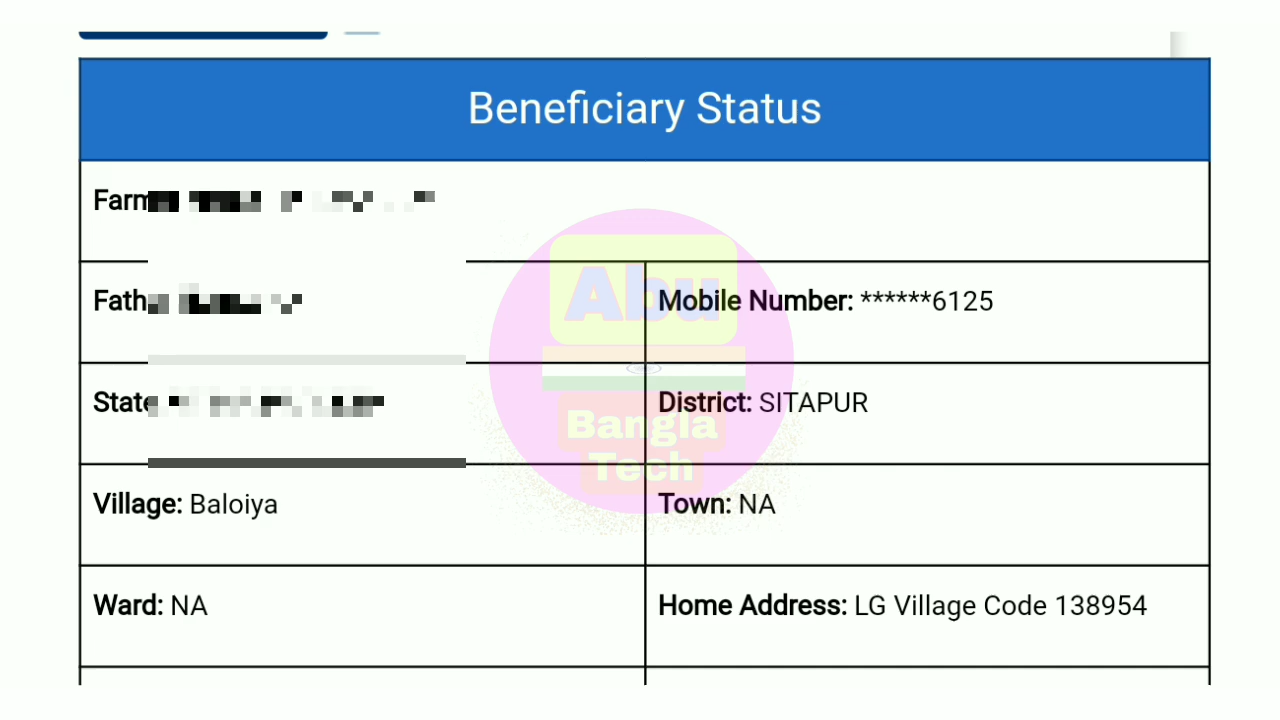 Beneficiary Status
Farm
Fath
Mobile Number: ******6125
State
District: SITAPUR
Village: Baloiya
Town: NA
Ward: NA
Home Address: LG Village Code 138954
Abu
Bangla
Tech